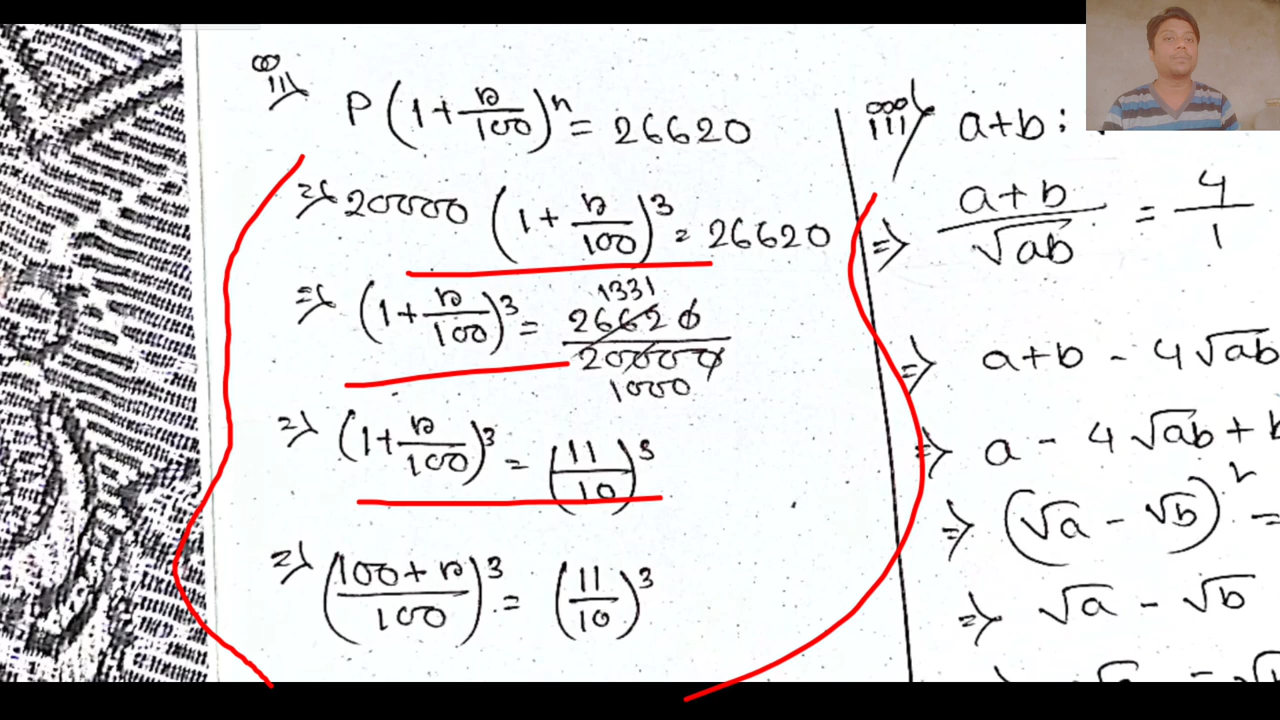 ii) P(1+r/100)^n = 26620
⇒ 20000 (1+r/100)^3 = 26620
⇒ (1+r/100)^3 = 26620/20000 1331 1000
⇒ (1+r/100)^3 = (11/10)^3
⇒ ((100+r)/100)^3 = (11/10)^3
iii) a+b :
⇒ (a+b)/√ab = 4/1
⇒ a+b - 4√ab
⇒ a - 4√ab + b
⇒ (√a - √b)^2 =
⇒ √a - √b